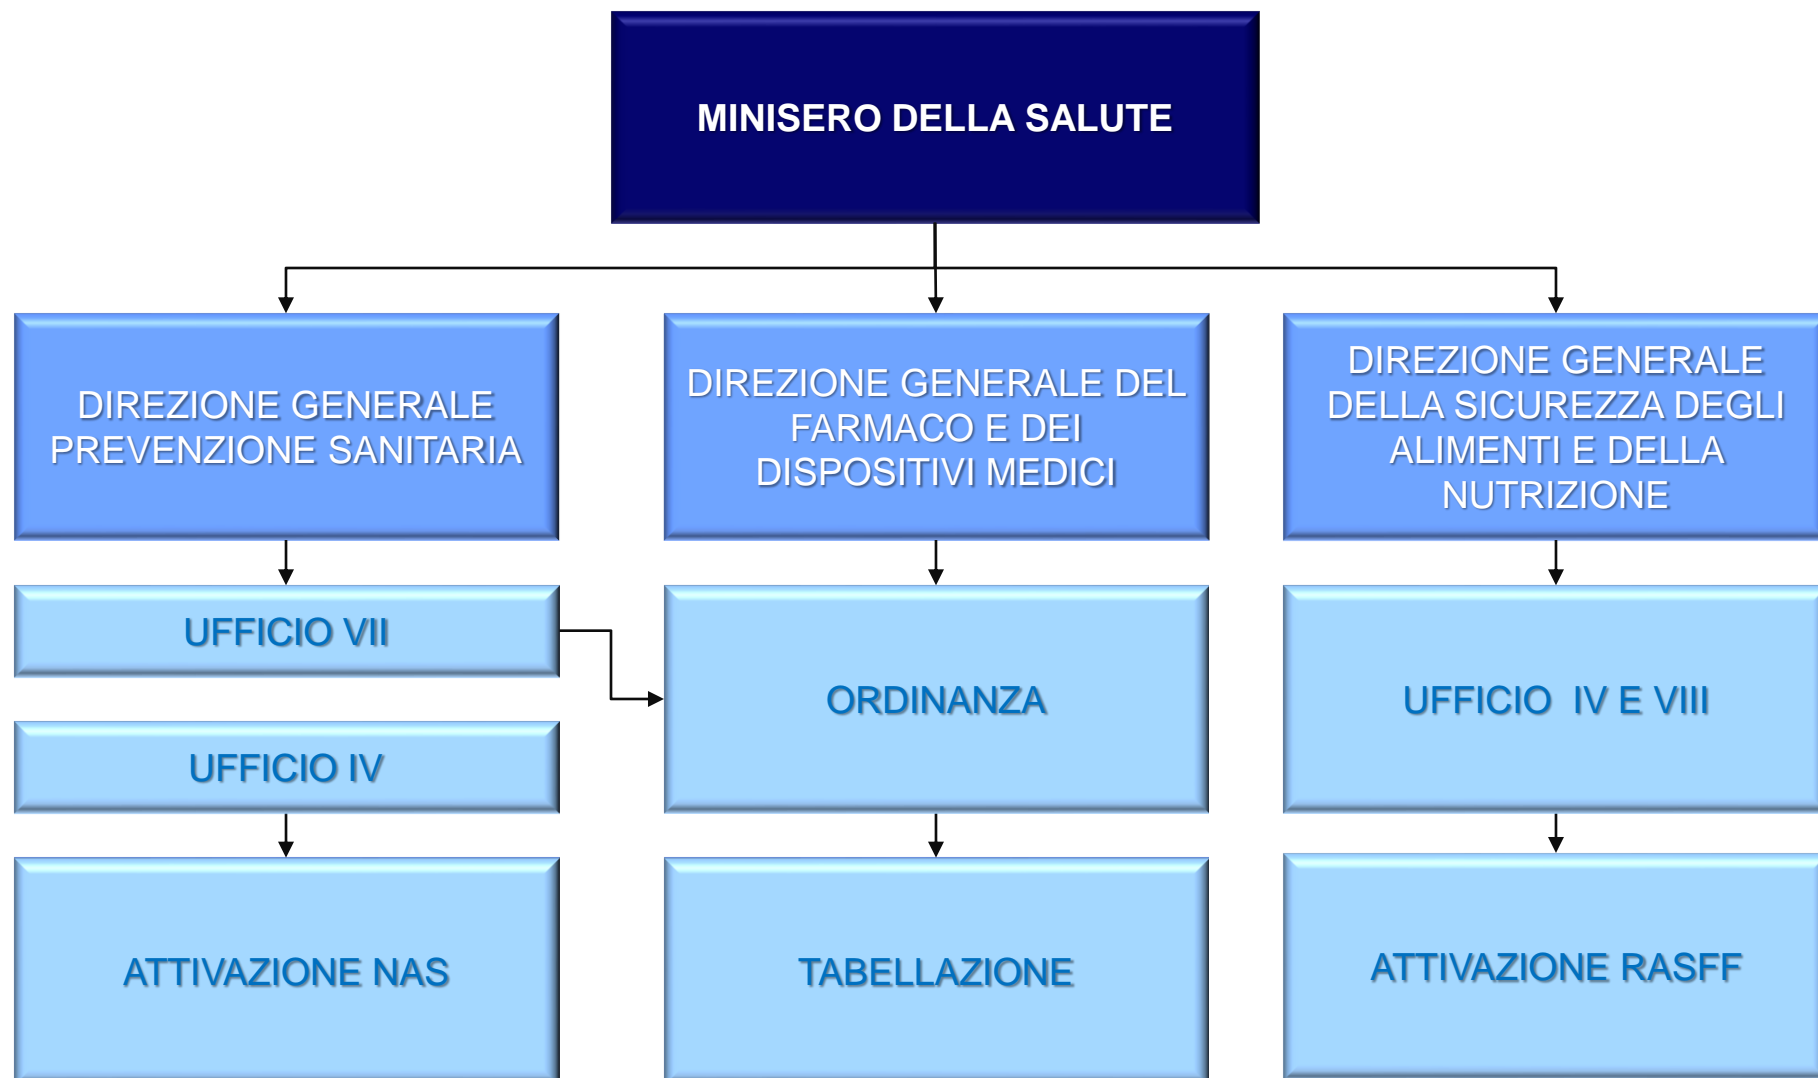 MINISERO DELLA SALUTE
DIREZIONE GENERALE
PREVENZIONE SANITARIA
DIREZIONE GENERALE DEL
FARMACO E DEI
DISPOSITIVI MEDICI
DIREZIONE GENERALE
DELLA SICUREZZA DEGLI
ALIMENTI E DELLA
NUTRIZIONE
UFFICIO VII
UFFICIO IV
ORDINANZA
UFFICIO IV E VIII
ATTIVAZIONE NAS
TABELLAZIONE
ATTIVAZIONE RASFF